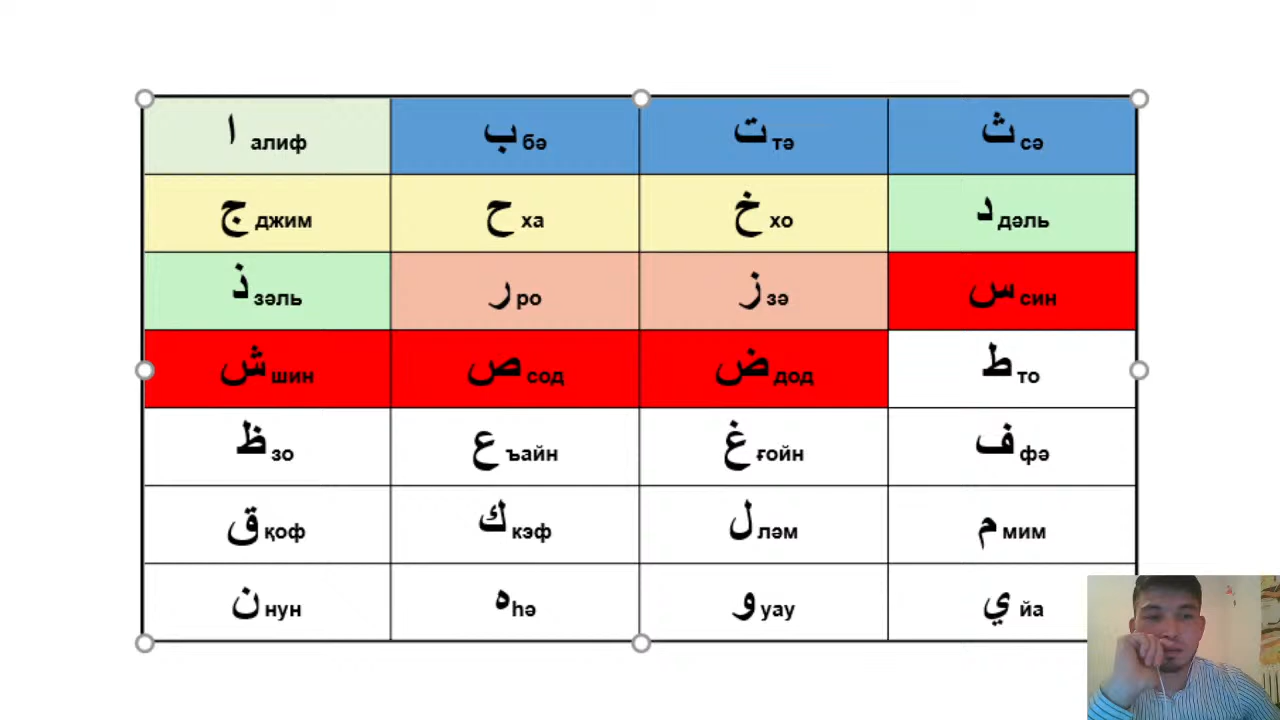 ا алиф ب бә ت тә ث сә
ج джим ح ха خ хо د дәль
ذ зәль ر ро ز зә س син
ش шин ص сод ض дод ط то
ظ зо ع ъайн غ ғойн ف фә
ق қоф ك кэф ل ләм م мим
ن нун ه һә و уау ي йа